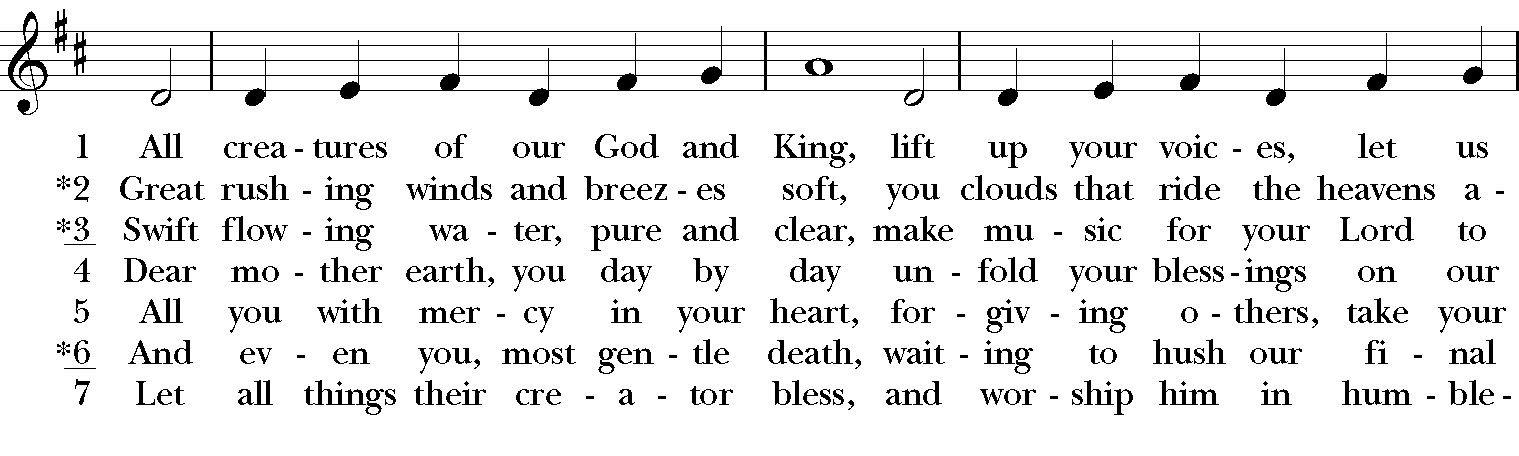 1 All crea - tures of our God and King, lift up your voic - es, let us
*2 Great rush - ing winds and breez - es soft, you clouds that ride the heavens a -
*3 Swift flow - ing wa - ter, pure and clear, make mu - sic for your Lord to
4 Dear mo - ther earth, you day by day un - fold your bless - ings on our
5 All you with mer - cy in your heart, for - giv - ing o - thers, take your
*6 And ev - en you, most gen - tle death, wait - ing to hush our fi - nal
7 Let all things their cre - a - tor bless, and wor - ship him in hum - ble -